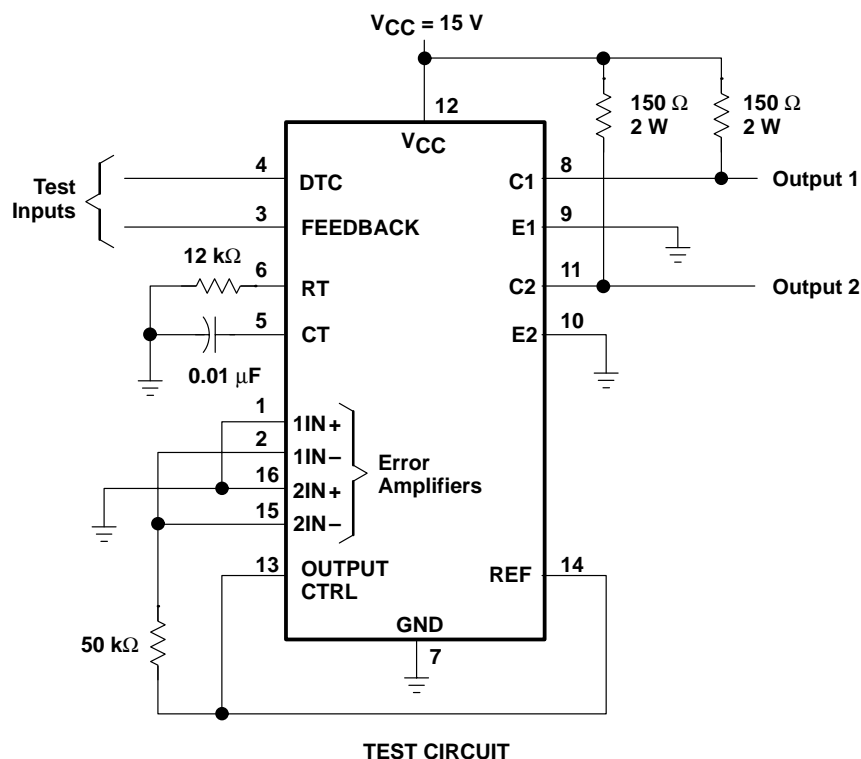 VCC = 15 V
12
VCC
150 Ω
2 W
150 Ω
2 W
Test
Inputs
4
DTC
3
FEEDBACK
12 kΩ
6
RT
5
CT
0.01 μF
1
1IN+
2
1IN−
16
2IN+
15
2IN−
Error
Amplifiers
13
OUTPUT
CTRL
50 kΩ
C1
8
Output 1
E1
9
C2
11
Output 2
E2
10
REF
14
GND
7
TEST CIRCUIT